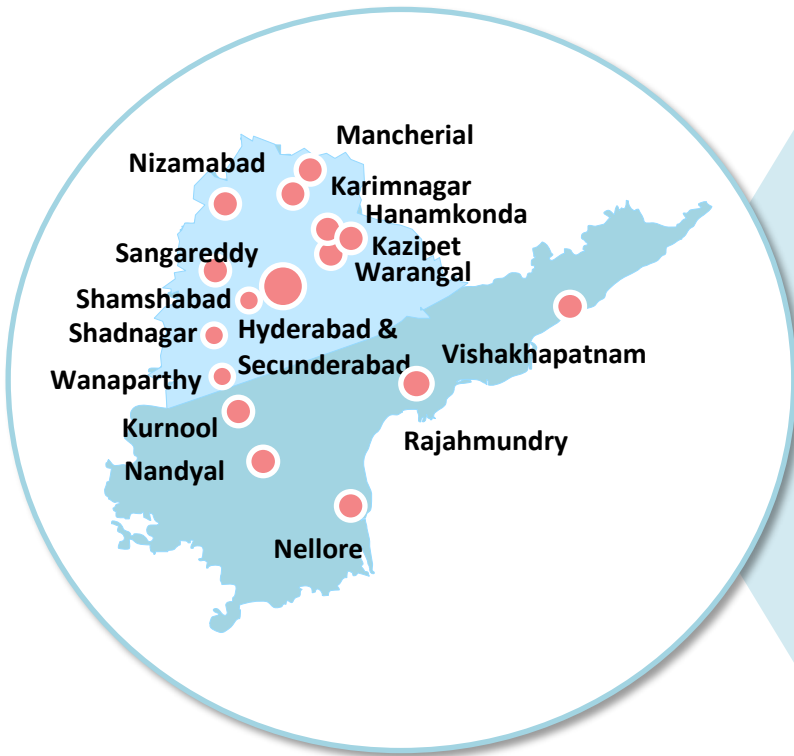 Mancherial
Nizamabad
Karimnagar
Hanamkonda
Kazipet
Sangareddy
Warangal
Shamshabad
Shadnagar
Hyderabad &
Secunderabad
Vishakhapatnam
Wanaparthy
Kurnool
Rajahmundry
Nandyal
Nellore